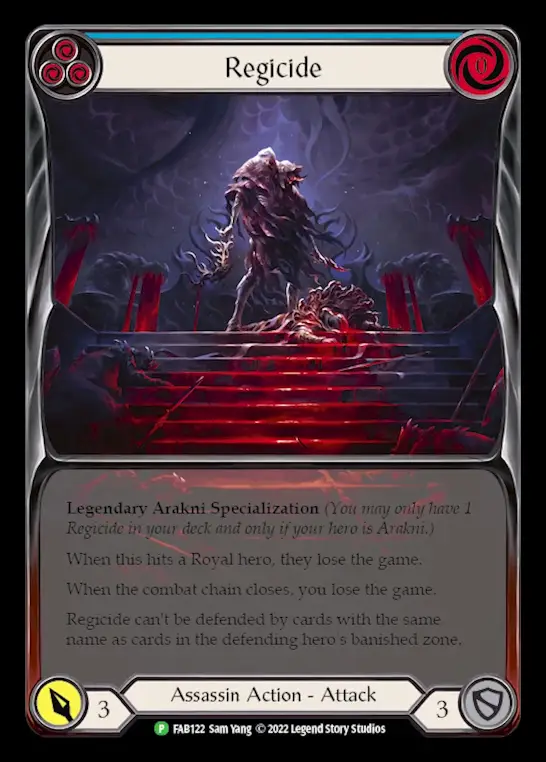 Regicide
0
Legendary Arakni Specialization (You may only have 1
Regicide in your deck and only if your hero is Arakni.)
When this hits a Royal hero, they lose the game.
When the combat chain closes, you lose the game.
Regicide can't be defended by cards with the same
name as cards in the defending hero s banished zone.
3
Assassin Action - Attack
3
P FAB122 Sam Yang © 2022 Legend Story Studios